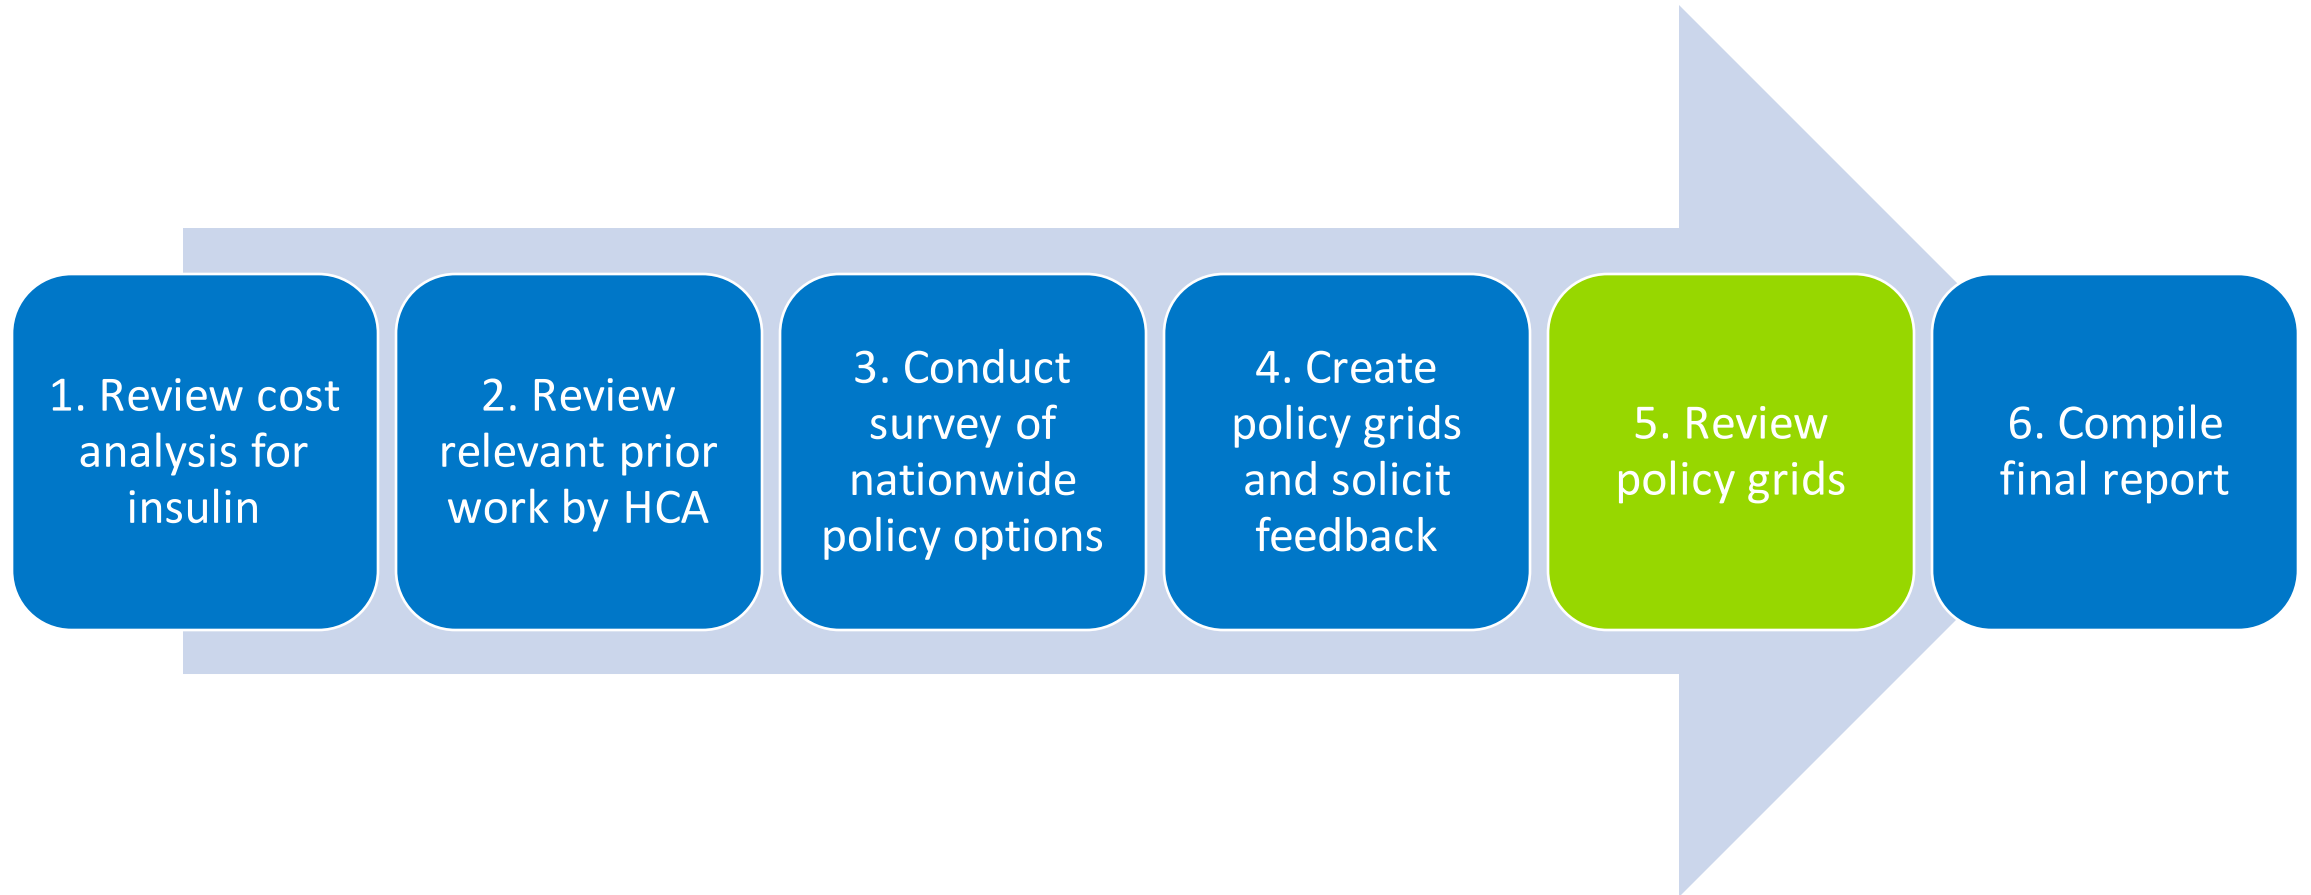 1. Review cost
analysis for
insulin
2. Review
relevant prior
work by HCA
3. Conduct
survey of
nationwide
policy options
4. Create
policy grids
and solicit
feedback
5. Review
policy grids
6. Compile
final report